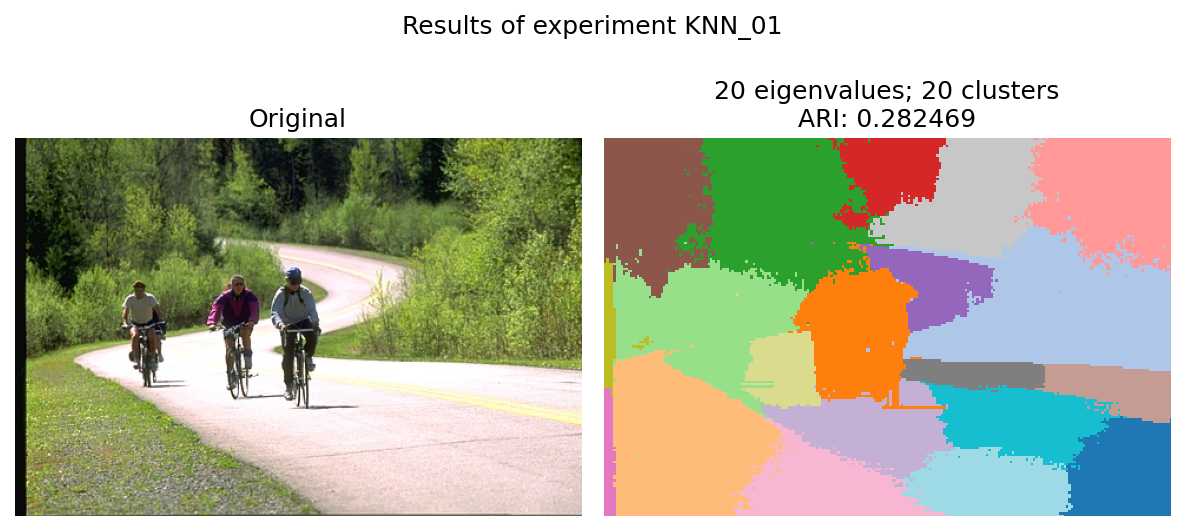 Results of experiment KNN_01
Original
20 eigenvalues; 20 clusters
ARI: 0.282469